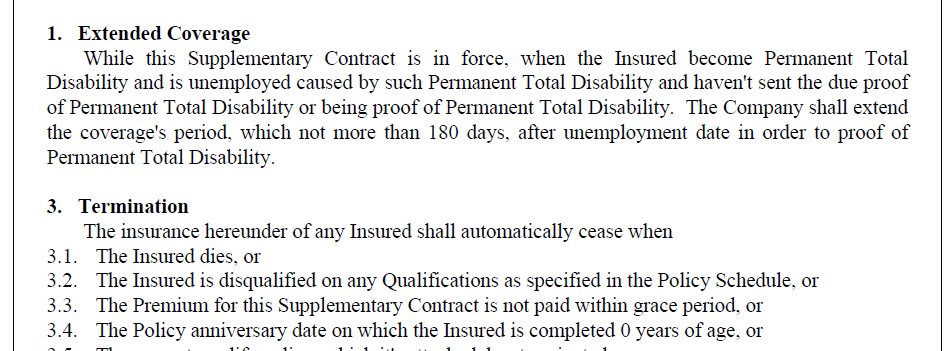 1. Extended Coverage
While this Supplementary Contract is in force, when the Insured become Permanent Total
Disability and is unemployed caused by such Permanent Total Disability and haven't sent the due proof
of Permanent Total Disability or being proof of Permanent Total Disability. The Company shall extend
the coverage's period, which not more than 180 days, after unemployment date in order to proof of
Permanent Total Disability.
3. Termination
The insurance hereunder of any Insured shall automatically cease when
3.1. The Insured dies, or
3.2. The Insured is disqualified on any Qualifications as specified in the Policy Schedule, or
3.3. The Premium for this Supplementary Contract is not paid within grace period, or
3.4. The Policy anniversary date on which the Insured is completed 0 years of age, or